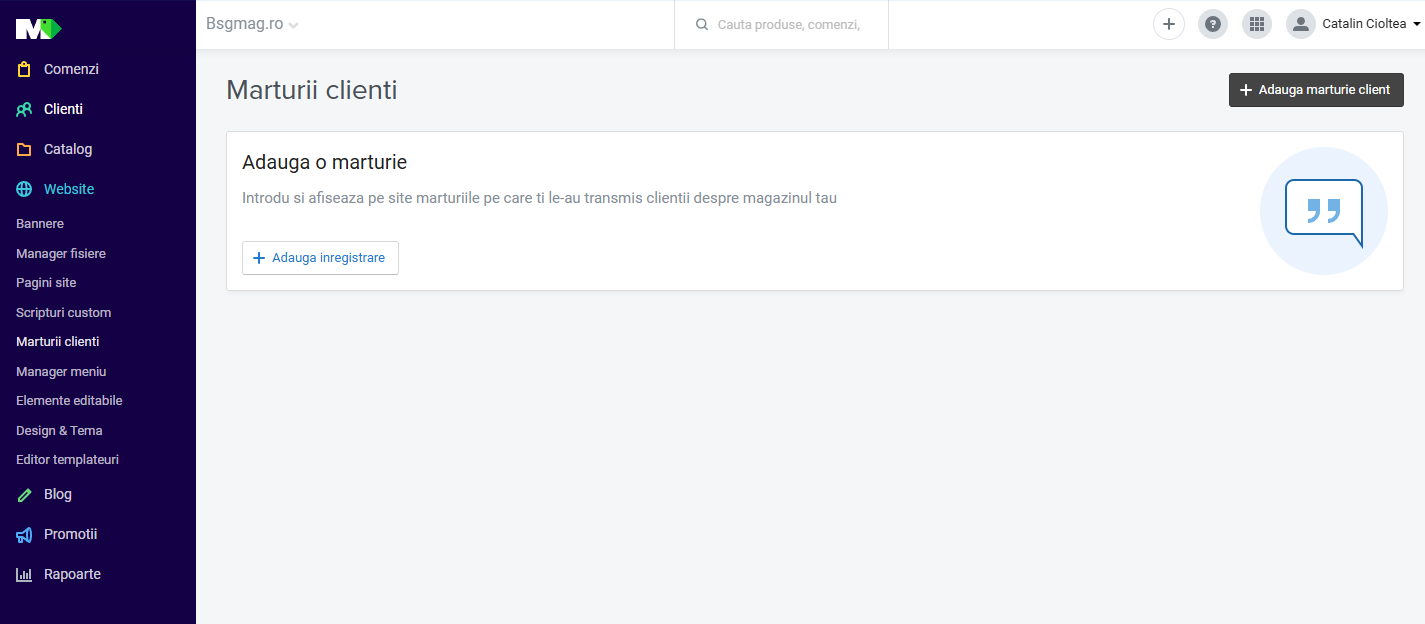 Bsgmag.ro
Cauta produse, comenzi,
Catalin Cioltea
Comenzi
Clienti
Catalog
Website
Bannere
Manager fisiere
Pagini site
Scripturi custom
Marturii clienti
Manager meniu
Elemente editabile
Design & Tema
Editor templateuri
Blog
Promotii
Rapoarte
Marturii clienti
Adauga marturie client
Adauga o marturie
Introdu si afiseaza pe site marturiile pe care ti le-au transmis clientii despre magazinul tau
Adauga inregistrare